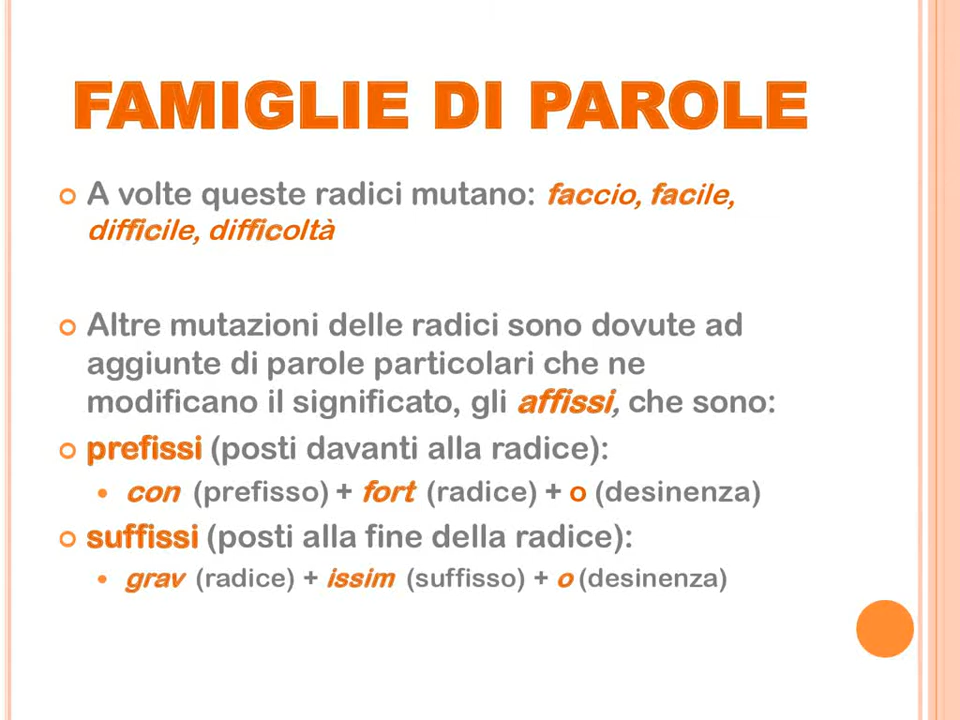 FAMIGLIE DI PAROLE
A volte queste radici mutano: faccio, facile,
difficile, difficoltà
Altre mutazioni delle radici sono dovute ad
aggiunte di parole particolari che ne
modificano il significato, gli affissi, che sono:
prefissi (posti davanti alla radice):
con (prefisso) + fort (radice) + o (desinenza)
suffissi (posti alla fine della radice):
grav (radice) + issim (suffisso) + o (desinenza)